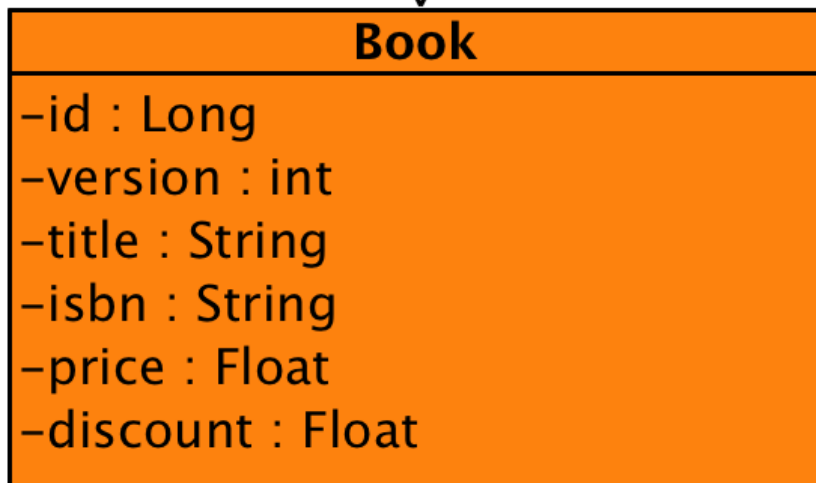 Book
-id : Long
-version : int
-title : String
-isbn : String
-price : Float
-discount : Float